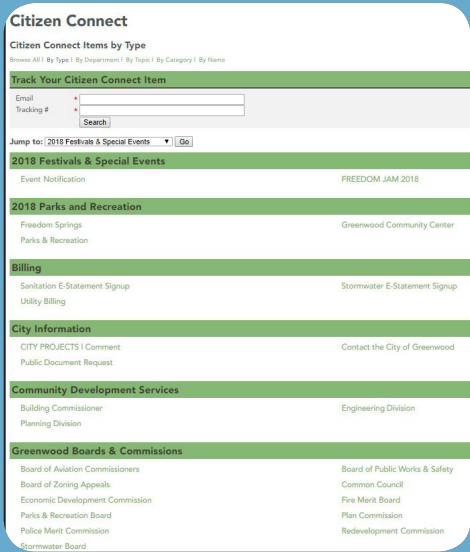 Citizen Connect
Citizen Connect Items by Type
Browse All | By Type | By Department | By Topic | By Category | By Name
Track Your Citizen Connect Item
Email *
Tracking # *
Search
Jump to: 2018 Festivals & Special Events Go
2018 Festivals & Special Events
Event Notification FREEDOM JAM 2018
2018 Parks and Recreation
Freedom Springs Greenwood Community Center
Parks & Recreation
Billing
Sanitation E-Statement Signup Stormwater E-Statement Signup
Utility Billing
City Information
CITY PROJECTS | Comment Contact the City of Greenwood
Public Document Request
Community Development Services
Building Commissioner Engineering Division
Planning Division
Greenwood Boards & Commissions
Board of Aviation Commissioners Board of Public Works & Safety
Board of Zoning Appeals Common Council
Economic Development Commission Fire Merit Board
Parks & Recreation Board Plan Commission
Police Merit Commission Redevelopment Commission
Stormwater Board